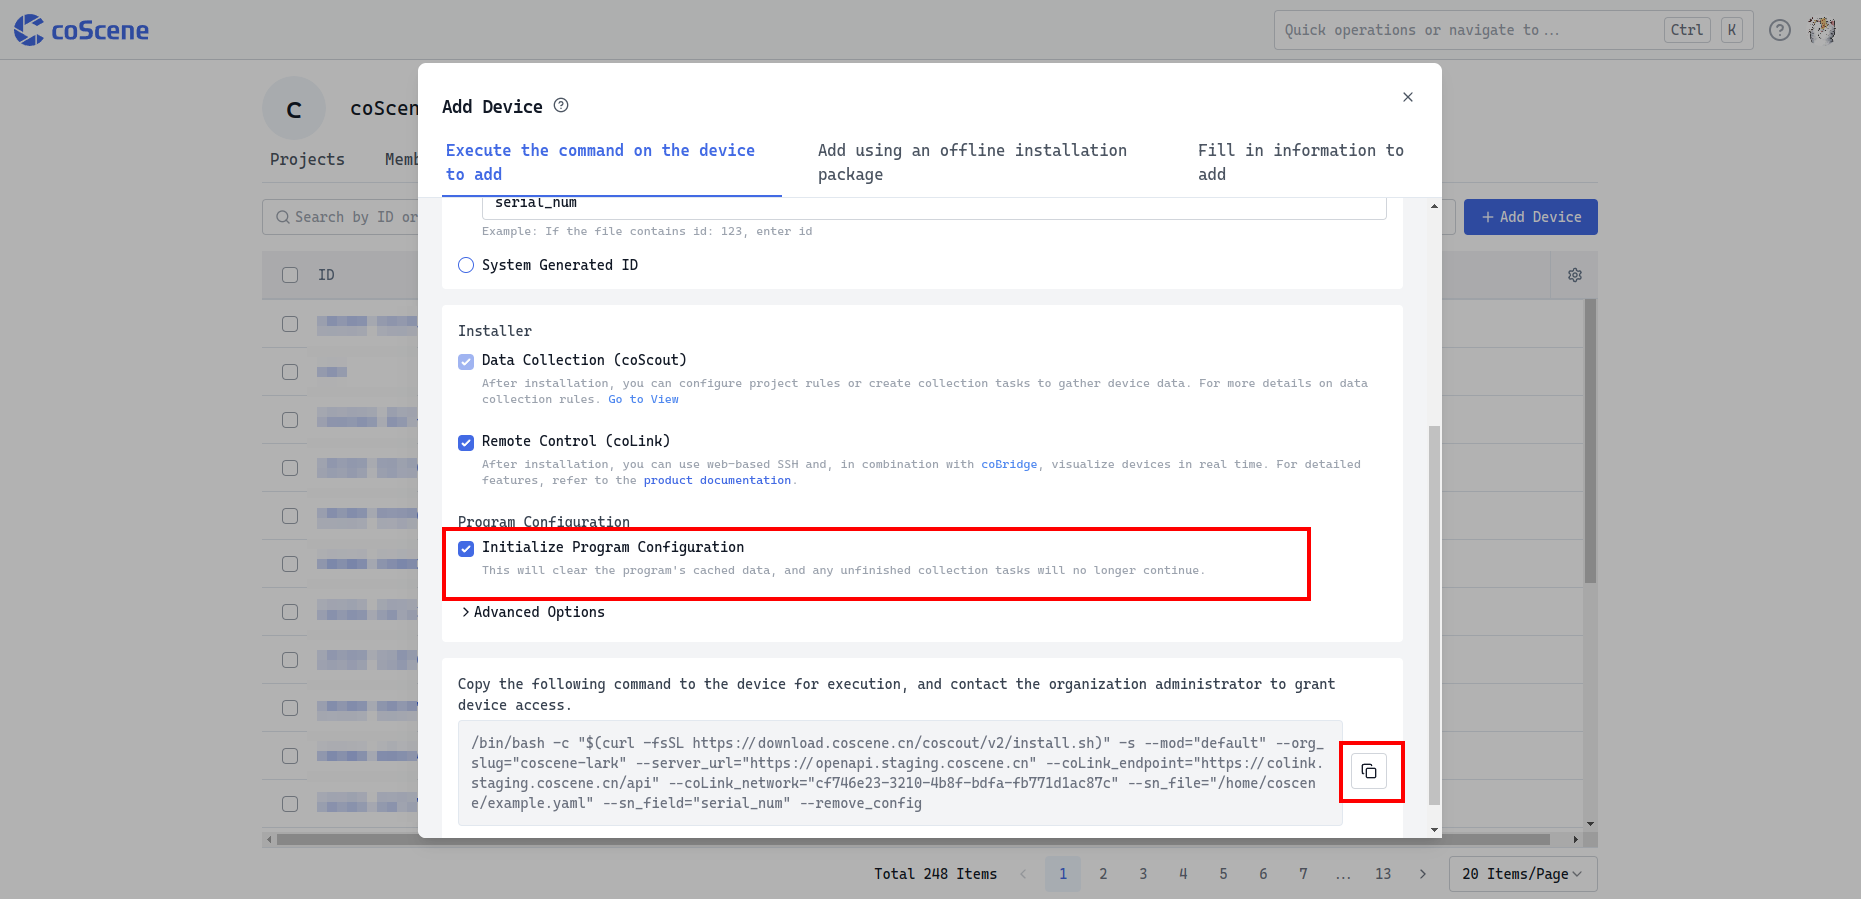 coScene
Quick operations or navigate to ...
Ctrl
K
C
coScen
Projects
Memb
Search by ID or
+ Add Device
ID
Add Device
Execute the command on the device
to add
Add using an offline installation
package
Fill in information to
add
serial_num
Example: If the file contains id: 123, enter id
System Generated ID
Installer
Data Collection (coScout)
After installation, you can configure project rules or create collection tasks to gather device data. For more details on data
collection rules. Go to View
Remote Control (coLink)
After installation, you can use web-based SSH and, in combination with coBridge, visualize devices in real time. For detailed
features, refer to the product documentation.
Program Configuration
Initialize Program Configuration
This will clear the program's cached data, and any unfinished collection tasks will no longer continue.
Advanced Options
Copy the following command to the device for execution, and contact the organization administrator to grant
device access.
/bin/bash -c "$(curl -fsSL https://download.coscene.cn/coscout/v2/install.sh)" -s --mod="default" --org_
slug="coscene-lark" --server_url="https://openapi.staging.coscene.cn" --coLink_endpoint="https://colink.
staging.coscene.cn/api" --coLink_network="cf746e23-3210-4b8f-bdfa-fb771d1ac87c" --sn_file="/home/coscen
e/example.yaml" --sn_field="serial_num" --remove_config
Total 248 Items
1 2 3 4 5 6 7 ... 13
20 Items/Page